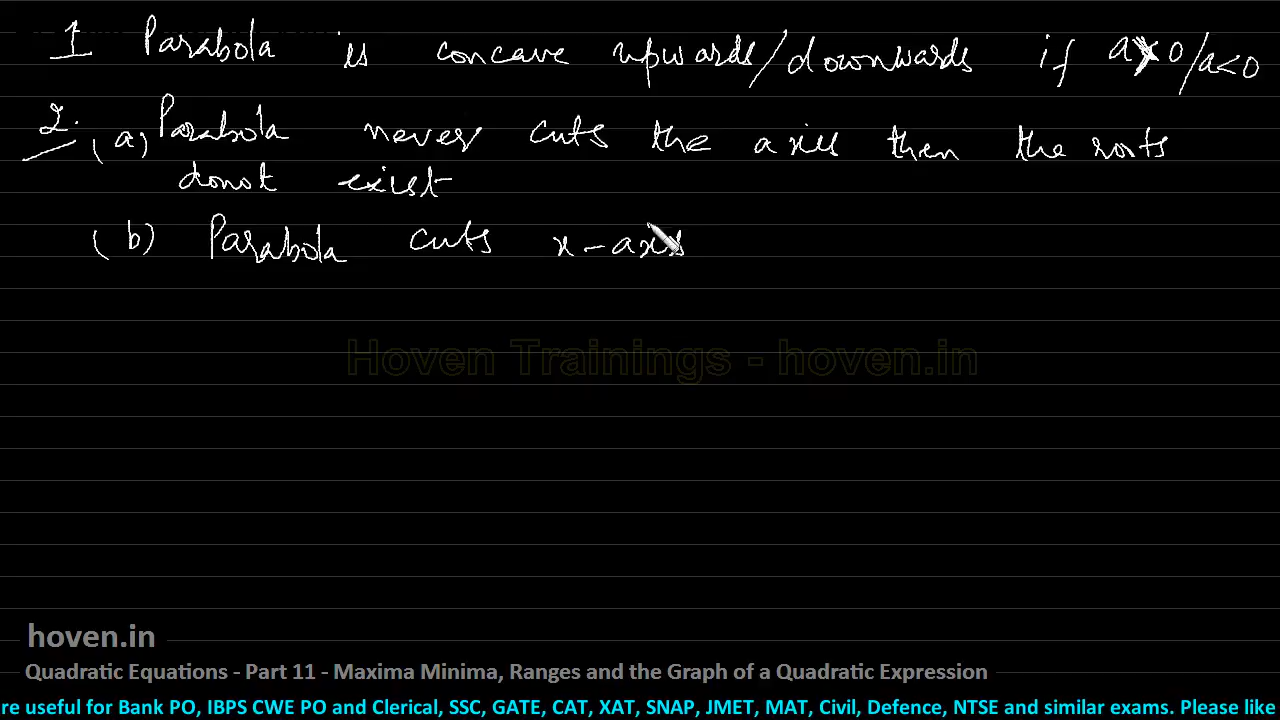 1 Parabola is concave upwards/downwards if a>0/a<0
2. (a) Parabola never cuts the axis then the roots
donot exist
(b) Parabola cuts x-axis
Hoven Trainings - hoven.in
hoven.in
Quadratic Equations - Part 11 - Maxima Minima, Ranges and the Graph of a Quadratic Expression
re useful for Bank PO, IBPS CWE PO and Clerical, SSC, GATE, CAT, XAT, SNAP, JMET, MAT, Civil, Defence, NTSE and similar exams. Please like